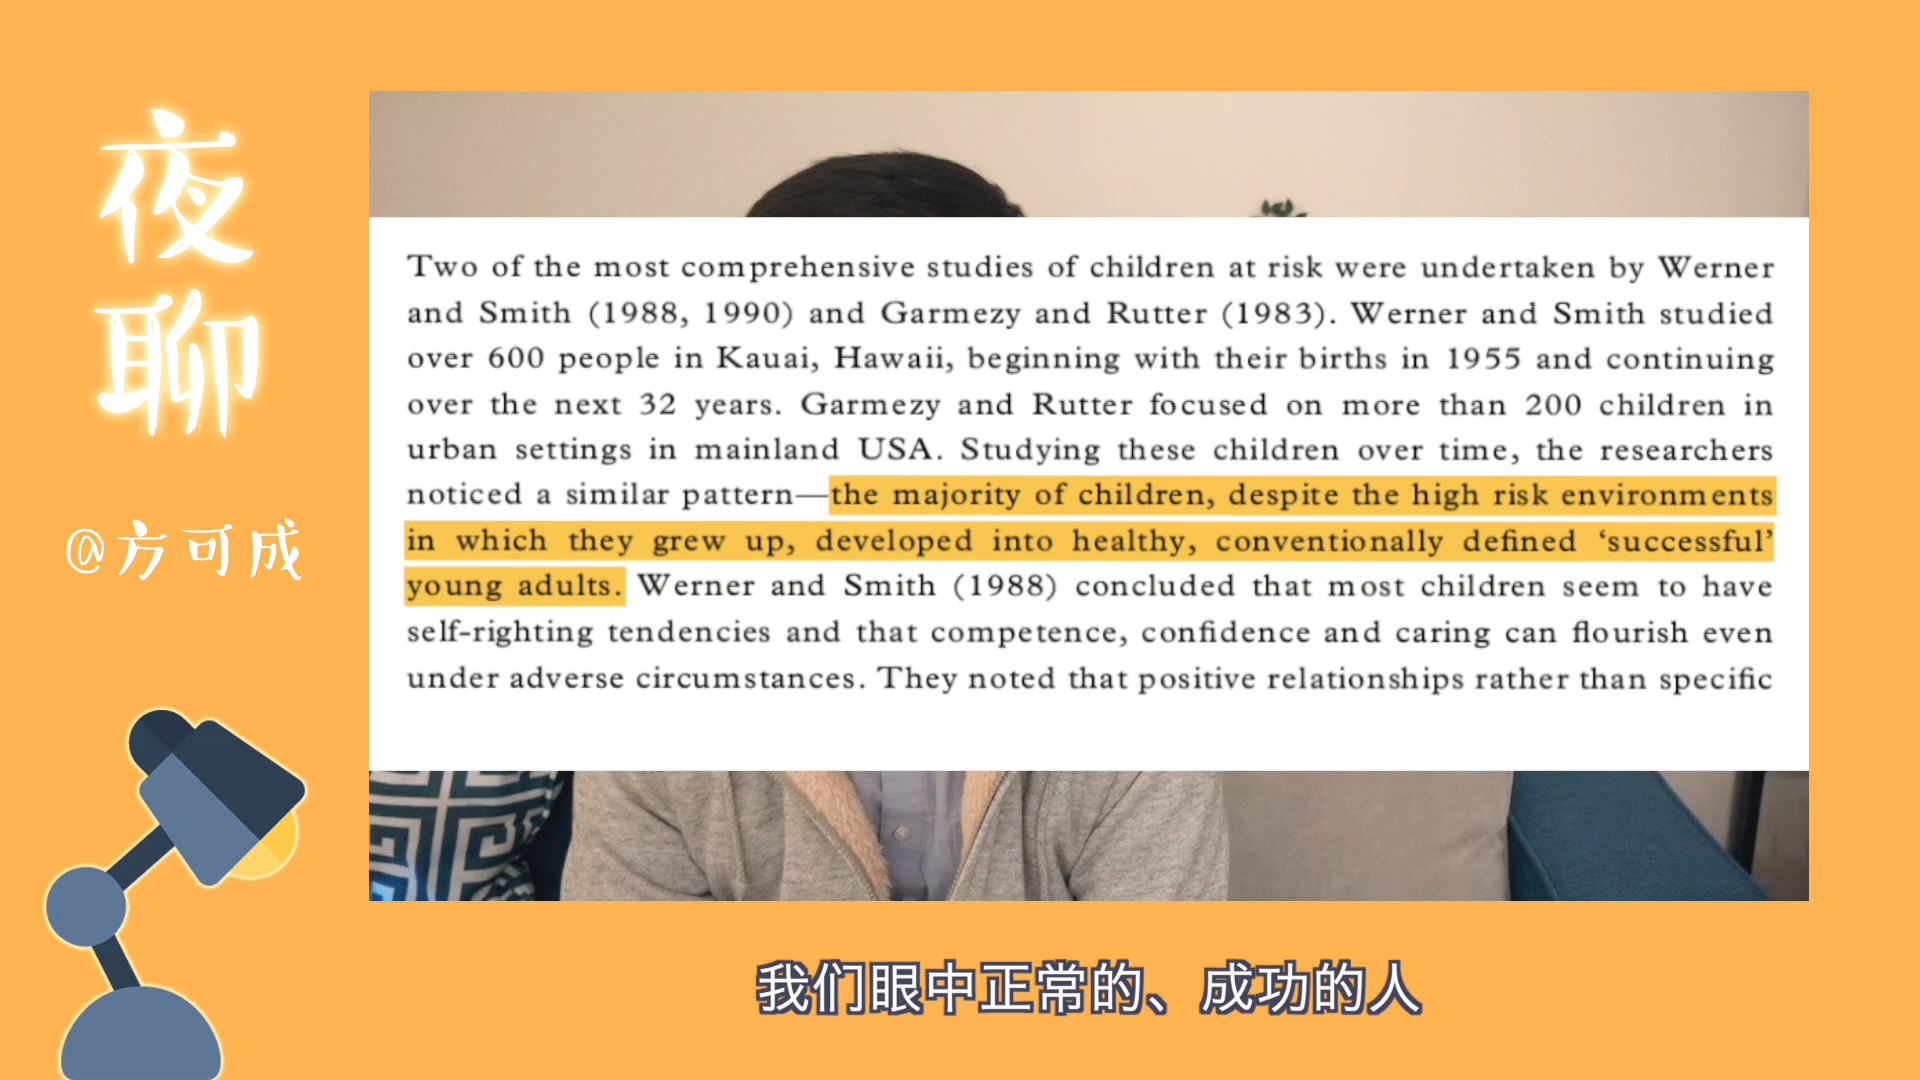 夜聊
@方可成
Two of the most comprehensive studies of children at risk were undertaken by Werner
and Smith (1988, 1990) and Garmezy and Rutter (1983). Werner and Smith studied
over 600 people in Kauai, Hawaii, beginning with their births in 1955 and continuing
over the next 32 years. Garmezy and Rutter focused on more than 200 children in
urban settings in mainland USA. Studying these children over time, the researchers
noticed a similar pattern—the majority of children, despite the high risk environments
in which they grew up, developed into healthy, conventionally defined ‘successful’
young adults. Werner and Smith (1988) concluded that most children seem to have
self-righting tendencies and that competence, confidence and caring can flourish even
under adverse circumstances. They noted that positive relationships rather than specific
我们眼中正常的、成功的人